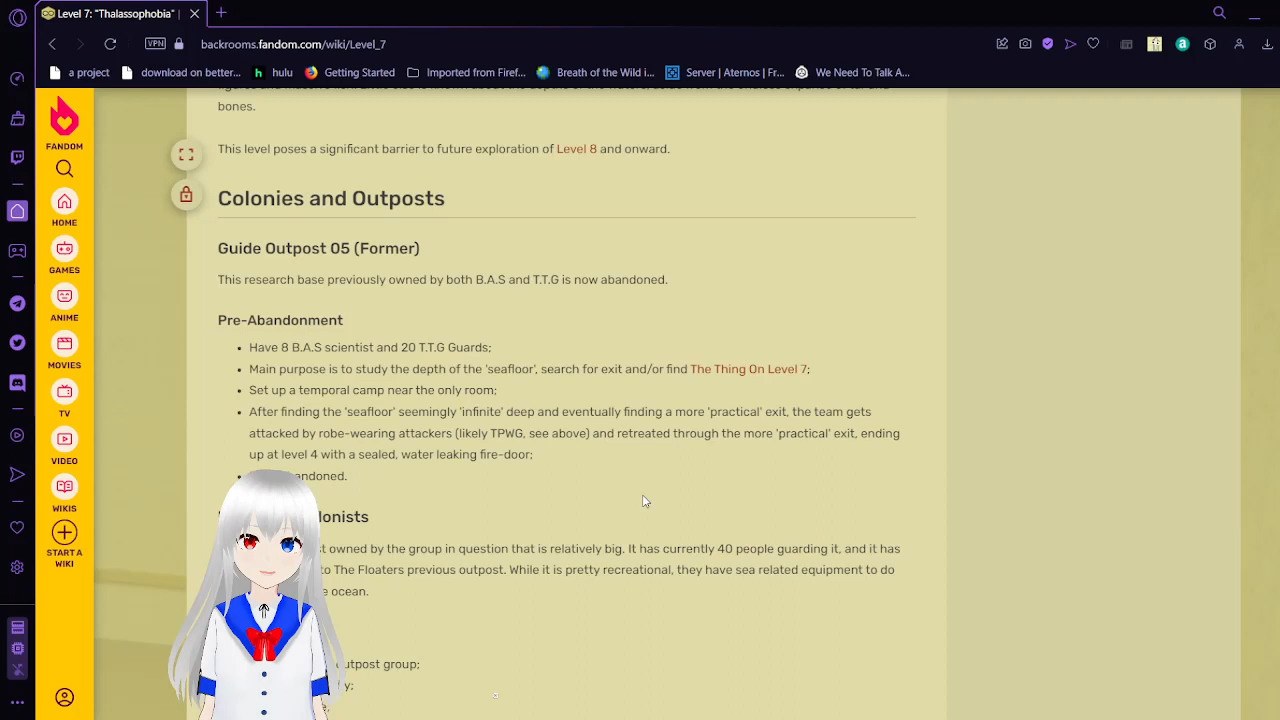 Level 7: "Thalassophobia"
VPN
backrooms.fandom.com/wiki/Level_7
a project
download on better...
hulu
Getting Started
Imported from Firef...
Breath of the Wild i...
Server | Aternos | Fr...
We Need To Talk A...
FANDOM
HOME
GAMES
ANIME
MOVIES
TV
VIDEO
WIKIS
START A
WIKI
bones.
This level poses a significant barrier to future exploration of Level 8 and onward.
Colonies and Outposts
Guide Outpost 05 (Former)
This research base previously owned by both B.A.S and T.T.G is now abandoned.
Pre-Abandonment
• Have 8 B.A.S scientist and 20 T.T.G Guards;
• Main purpose is to study the depth of the 'seafloor', search for exit and/or find The Thing On Level 7;
• Set up a temporal camp near the only room;
• After finding the 'seafloor' seemingly 'infinite' deep and eventually finding a more 'practical' exit, the team gets
attacked by robe-wearing attackers (likely TPWG, see above) and retreated through the more 'practical' exit, ending
up at level 4 with a sealed, water leaking fire-door;
andoned.
lonists
st owned by the group in question that is relatively big. It has currently 40 people guarding it, and it has
to The Floaters previous outpost. While it is pretty recreational, they have sea related equipment to do
e ocean.
outpost group;
y;